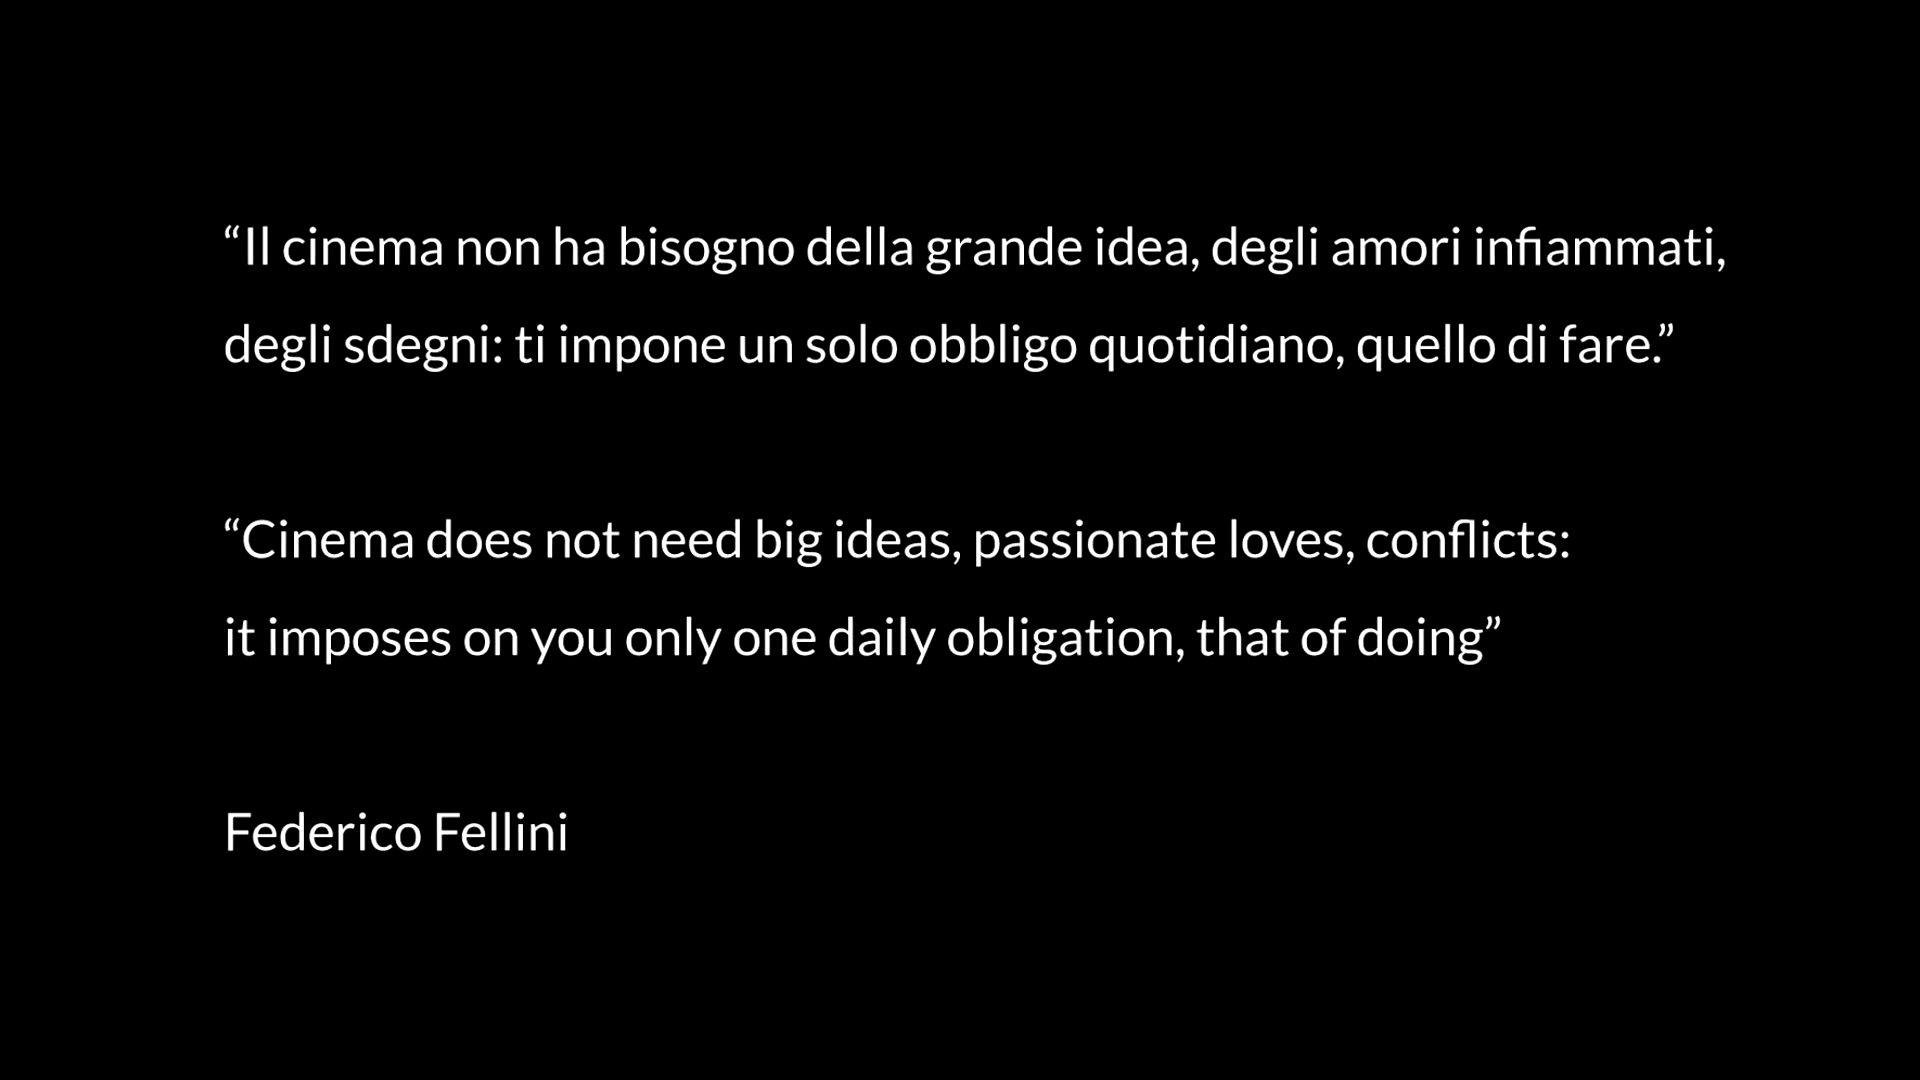 “Il cinema non ha bisogno della grande idea, degli amori infiammati,
degli sdegni: ti impone un solo obbligo quotidiano, quello di fare.”
“Cinema does not need big ideas, passionate loves, conflicts:
it imposes on you only one daily obligation, that of doing”
Federico Fellini